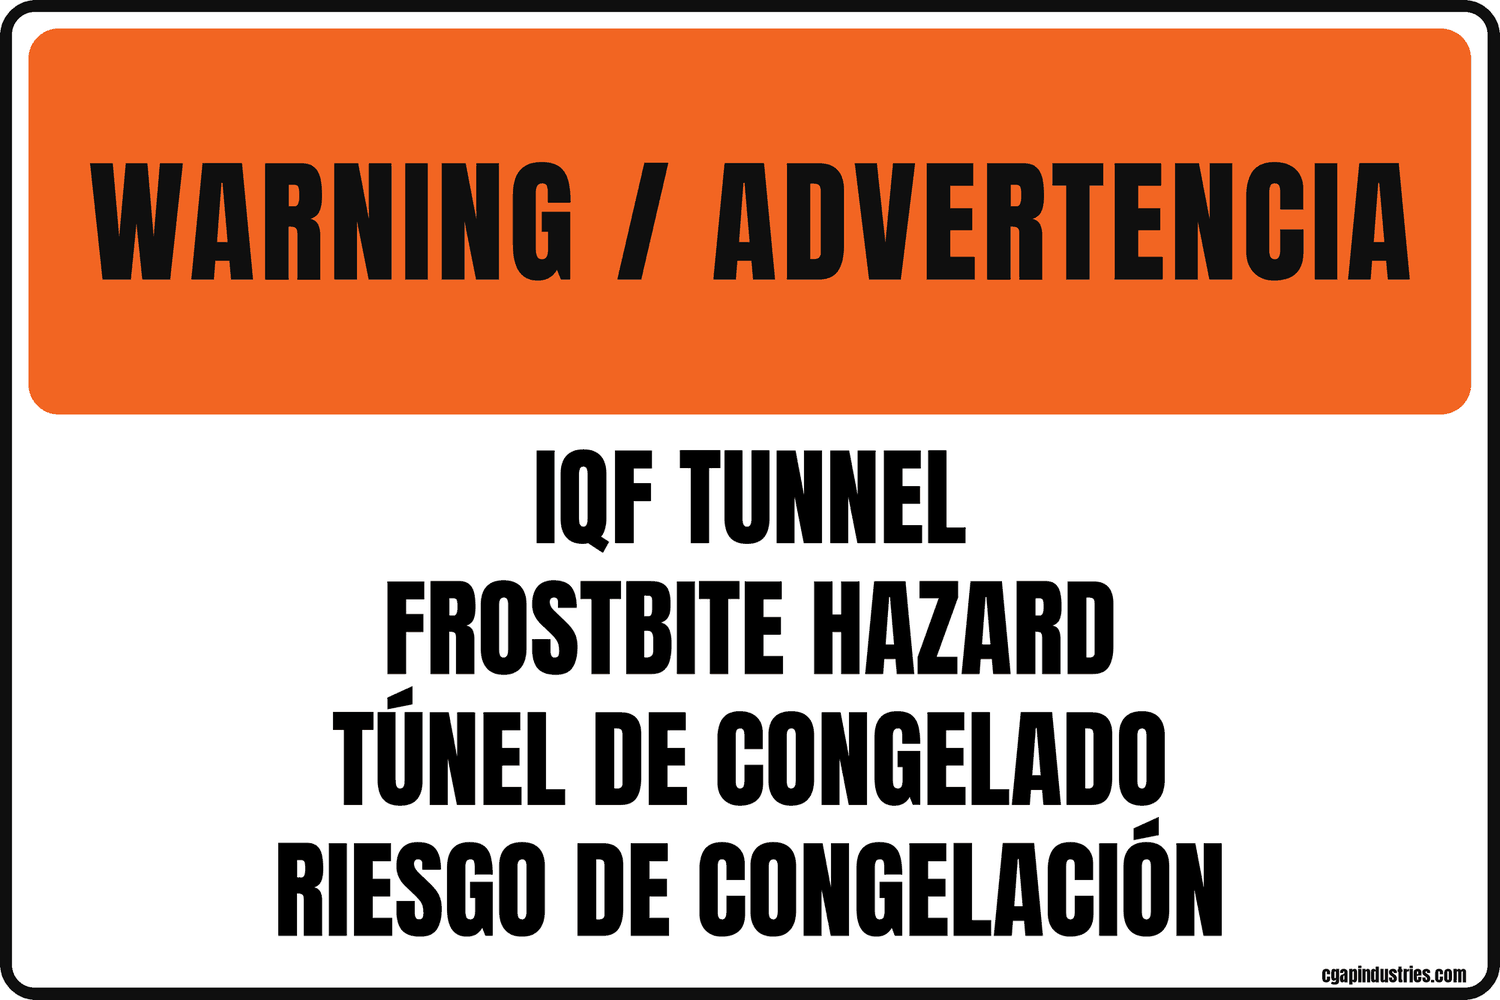 WARNING / ADVERTENCIA
IQF TUNNEL
FROSTBITE HAZARD
TÚNEL DE CONGELADO
RIESGO DE CONGELACIÓN
cgapindustries.com